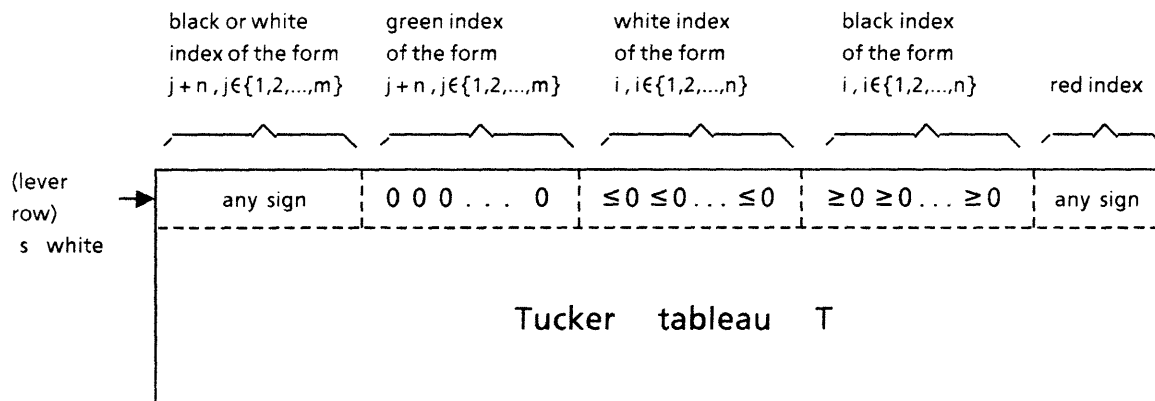 black or white
index of the form
j + n , j∈{1,2,...,m}
green index
of the form
j + n , j∈{1,2,...,m}
white index
of the form
i , i∈{1,2,...,n}
black index
of the form
i , i∈{1,2,...,n}
red index
(lever
row)
s white
any sign
0 0 0 . . . 0
≤0 ≤0 . . . ≤0
≥0 ≥0 . . . ≥0
any sign
Tucker tableau T